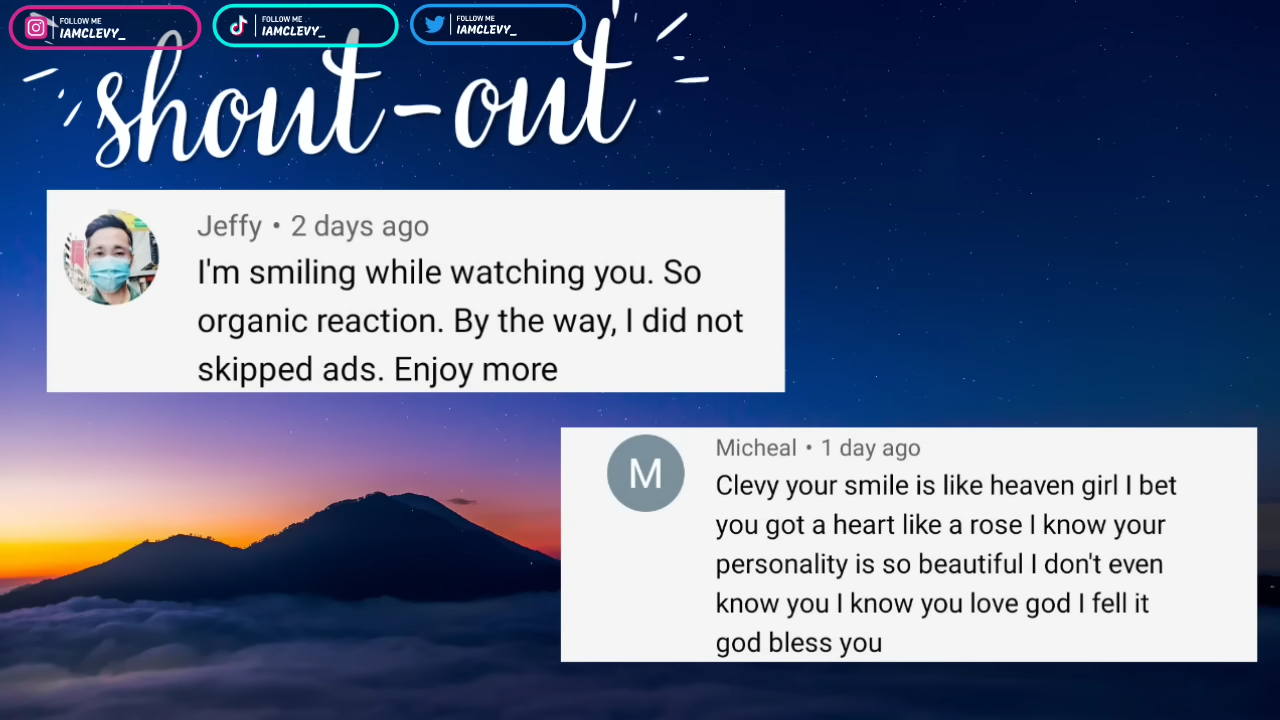 FOLLOW ME
IAMCLEVY_
FOLLOW ME
IAMCLEVY_
FOLLOW ME
IAMCLEVY_
shout-out
Jeffy • 2 days ago
I'm smiling while watching you. So
organic reaction. By the way, I did not
skipped ads. Enjoy more
M
Micheal • 1 day ago
Clevy your smile is like heaven girl I bet
you got a heart like a rose I know your
personality is so beautiful I don't even
know you I know you love god I fell it
god bless you